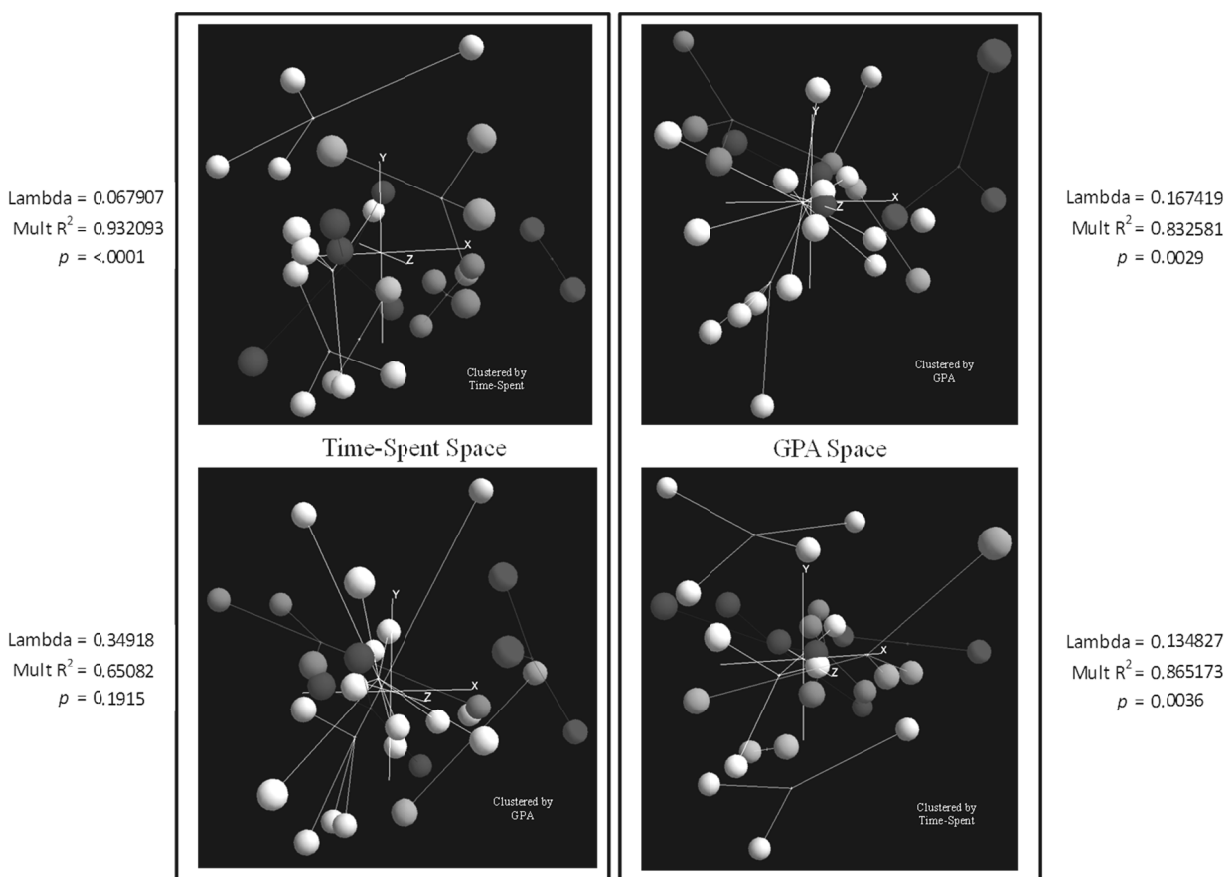 Lambda = 0.067907
Mult R² = 0.932093
p = <.0001
Y
X
Z
Clustered by
Time-Spent
Time-Spent Space
Lambda = 0.34918
Mult R² = 0.65082
p = 0.1915
Y
X
Z
Clustered by
GPA
Y
X
Z
Clustered by
GPA
Lambda = 0.167419
Mult R² = 0.832581
p = 0.0029
GPA Space
Y
X
Z
Clustered by
Time-Spent
Lambda = 0.134827
Mult R² = 0.865173
p = 0.0036